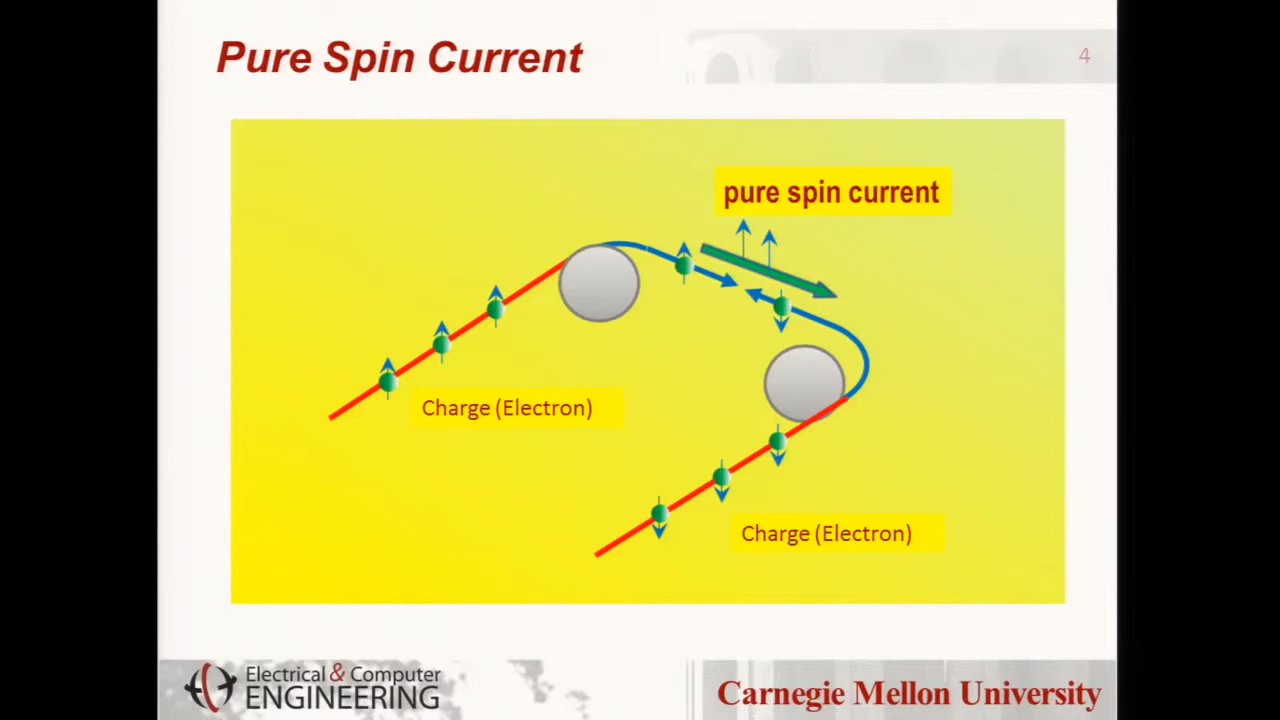 Pure Spin Current
4
pure spin current
Charge (Electron)
Charge (Electron)
Electrical & Computer
ENGINEERING
Carnegie Mellon University